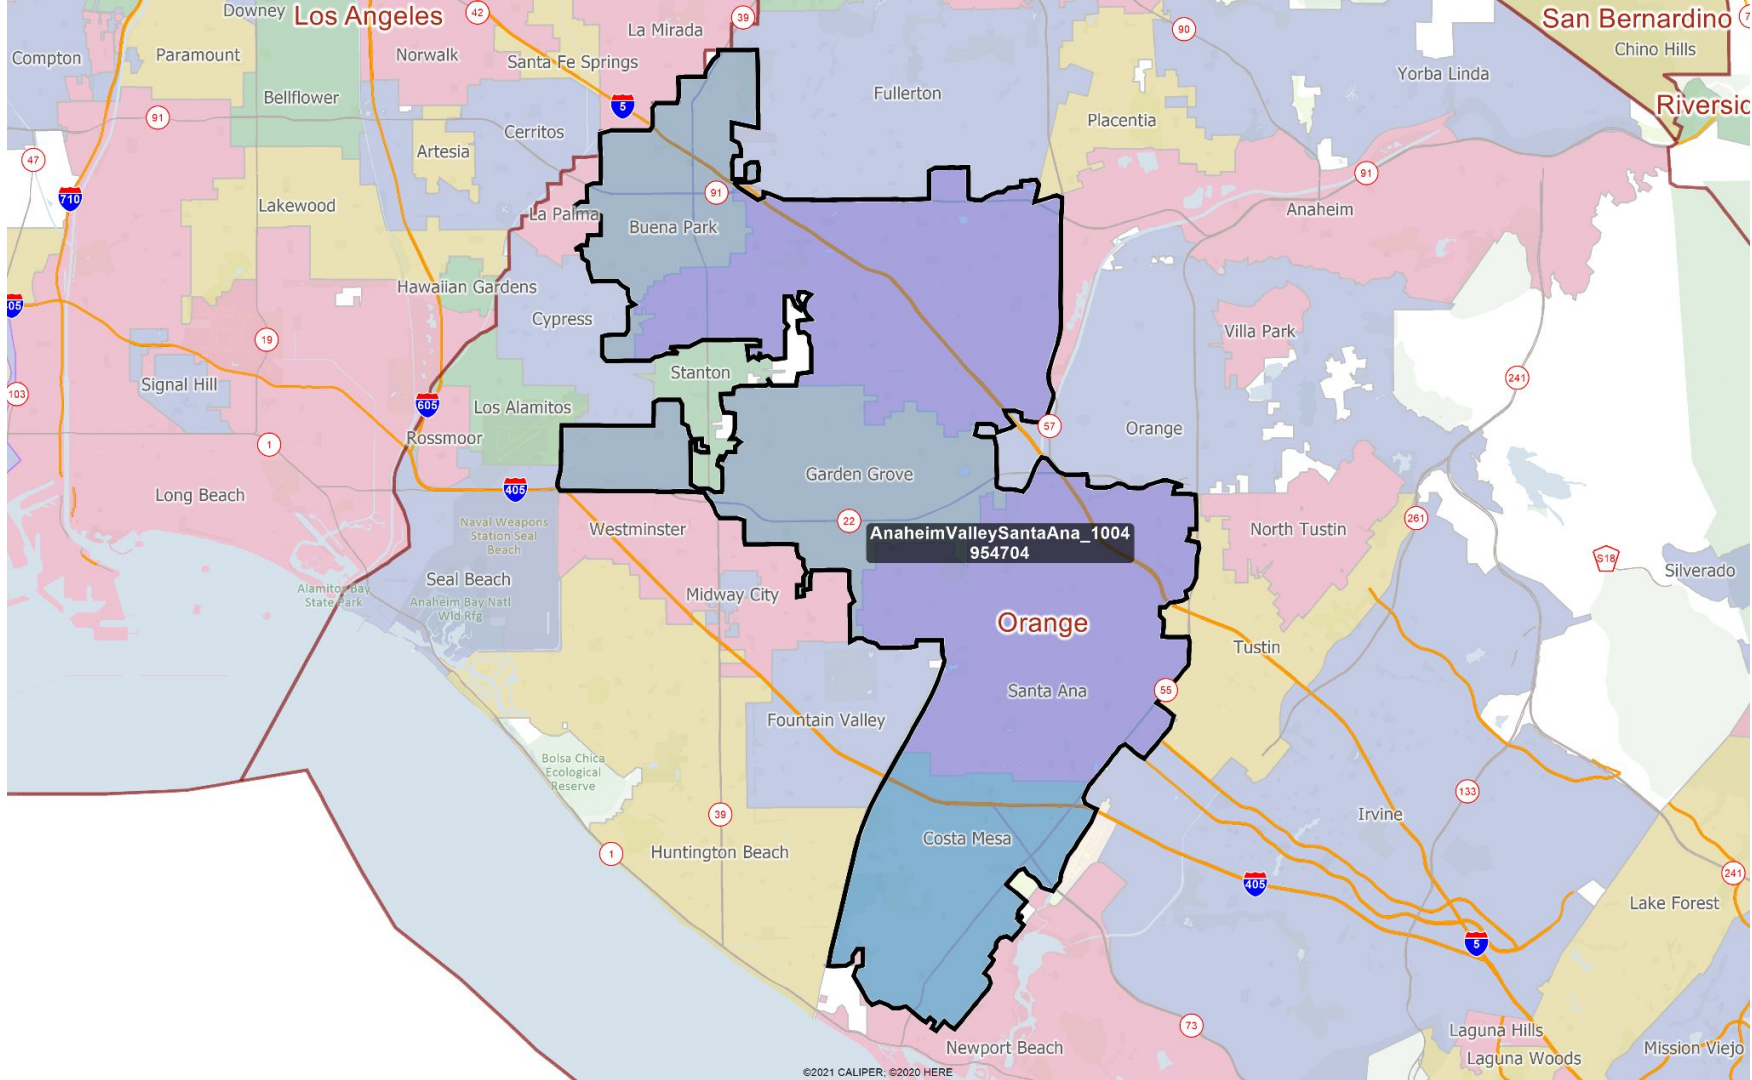 Downey
Los Angeles
42
39
La Mirada
90
San Bernardino
Chino Hills
Compton
Paramount
Norwalk
Santa Fe Springs
Yorba Linda
Bellflower
5
Fullerton
Riversid
91
Cerritos
Placentia
47
Artesia
710
91
91
Lakewood
La Palma
Buena Park
Anaheim
Hawaiian Gardens
Cypress
Villa Park
19
Stanton
241
Signal Hill
103
605
Los Alamitos
Rossmoor
1
57
Orange
Garden Grove
405
Long Beach
Naval Weapons
Station Seal
Beach
Westminster
22
AnaheimValleySantaAna_1004
954704
North Tustin
261
S18
Silverado
Seal Beach
Alamitos Bay
State Park
Anaheim Bay Natl
Wld Rfg
Midway City
Orange
Tustin
Santa Ana
55
Fountain Valley
Bolsa Chica
Ecological
Reserve
39
133
Irvine
Costa Mesa
1
Huntington Beach
405
241
Lake Forest
5
73
Laguna Hills
Newport Beach
Laguna Woods
Mission Viejo
©2021 CALIPER; ©2020 HERE